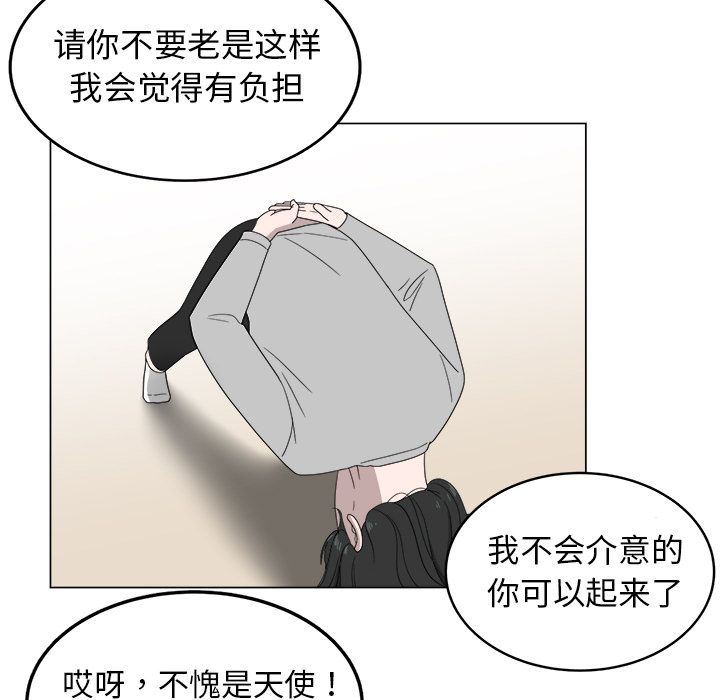 请你不要老是这样
我会觉得有负担
我不会介意的
你可以起来了
哎呀，不愧是天使！